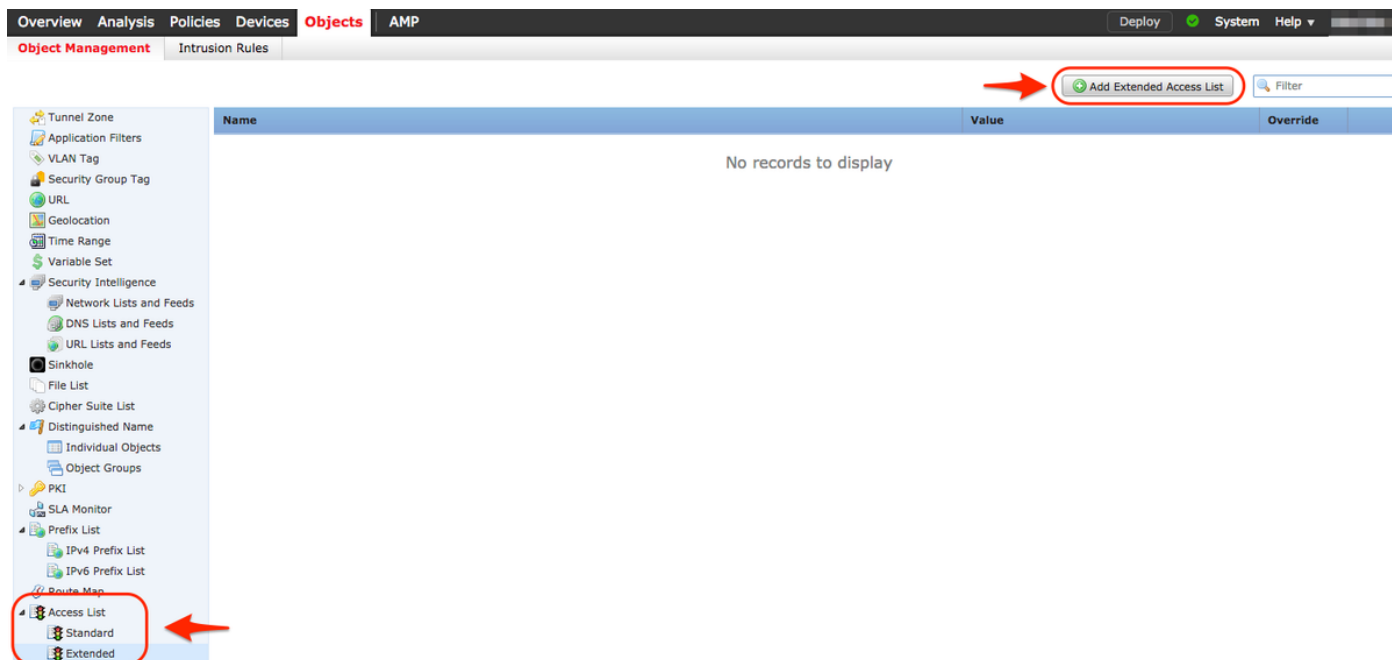 Overview Analysis Policies Devices Objects AMP Deploy System Help
Object Management Intrusion Rules
Add Extended Access List Filter
Name Value Override
No records to display
Tunnel Zone
Application Filters
VLAN Tag
Security Group Tag
URL
Geolocation
Time Range
Variable Set
Security Intelligence
Network Lists and Feeds
DNS Lists and Feeds
URL Lists and Feeds
Sinkhole
File List
Cipher Suite List
Distinguished Name
Individual Objects
Object Groups
PKI
SLA Monitor
Prefix List
IPv4 Prefix List
IPv6 Prefix List
Route Map
Access List
Standard
Extended